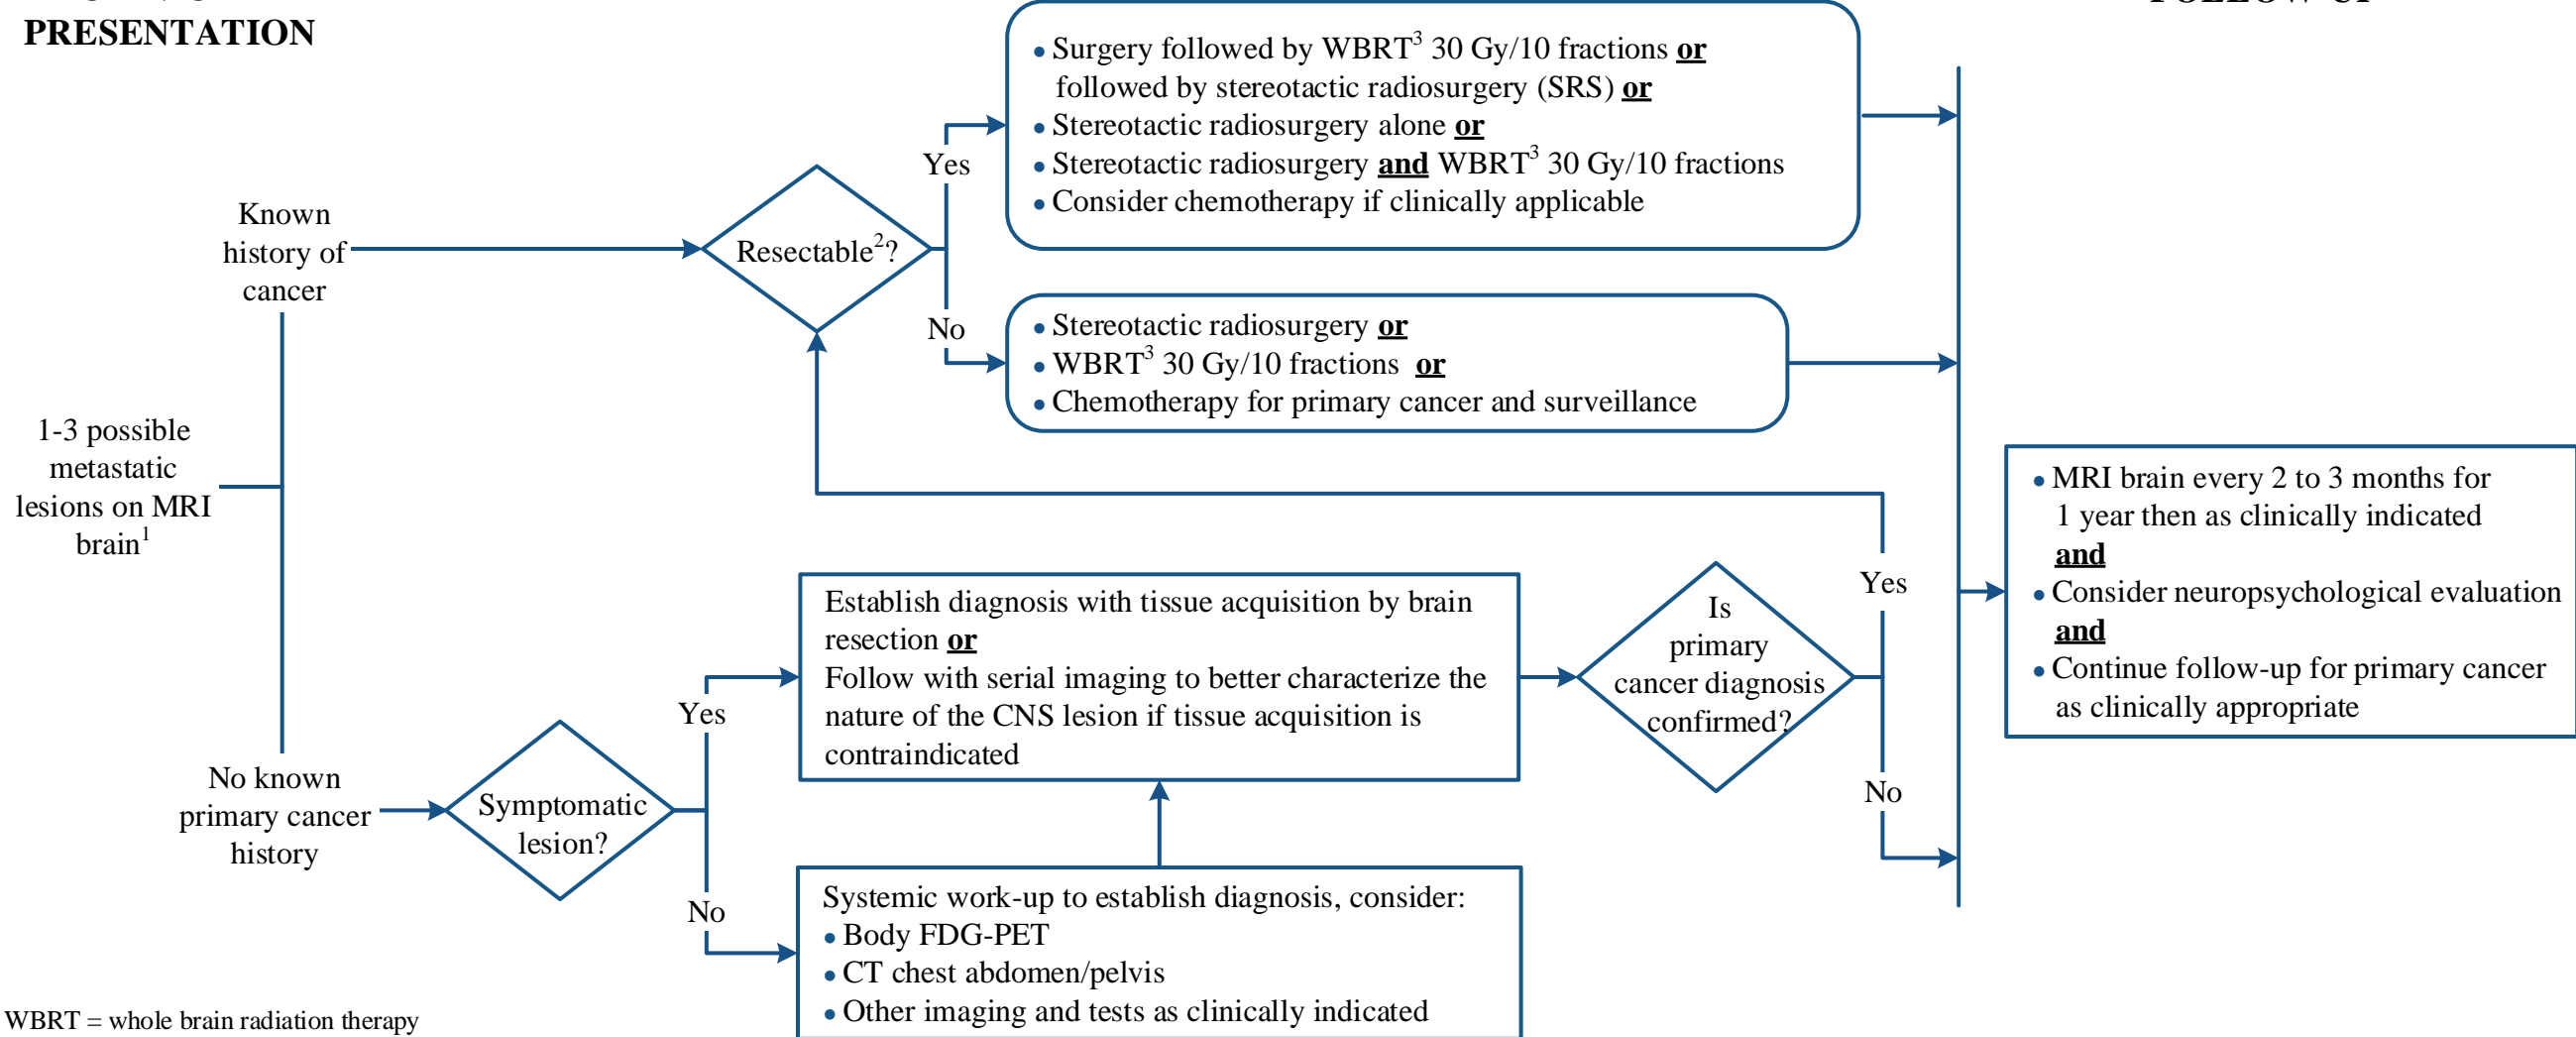 PRESENTATION
• Surgery followed by WBRT³ 30 Gy/10 fractions or
followed by stereotactic radiosurgery (SRS) or
• Stereotactic radiosurgery alone or
• Stereotactic radiosurgery and WBRT³ 30 Gy/10 fractions
• Consider chemotherapy if clinically applicable
Yes
Known
history of
cancer
Resectable²?
No
• Stereotactic radiosurgery or
• WBRT³ 30 Gy/10 fractions or
• Chemotherapy for primary cancer and surveillance
1-3 possible
metastatic
lesions on MRI
brain¹
No known
primary cancer
history
Symptomatic
lesion?
Yes
Establish diagnosis with tissue acquisition by brain
resection or
Follow with serial imaging to better characterize the
nature of the CNS lesion if tissue acquisition is
contraindicated
No
Systemic work-up to establish diagnosis, consider:
• Body FDG-PET
• CT chest abdomen/pelvis
• Other imaging and tests as clinically indicated
Is
primary
cancer diagnosis
confirmed?
Yes
No
• MRI brain every 2 to 3 months for
1 year then as clinically indicated
and
• Consider neuropsychological evaluation
and
• Continue follow-up for primary cancer
as clinically appropriate
WBRT = whole brain radiation therapy